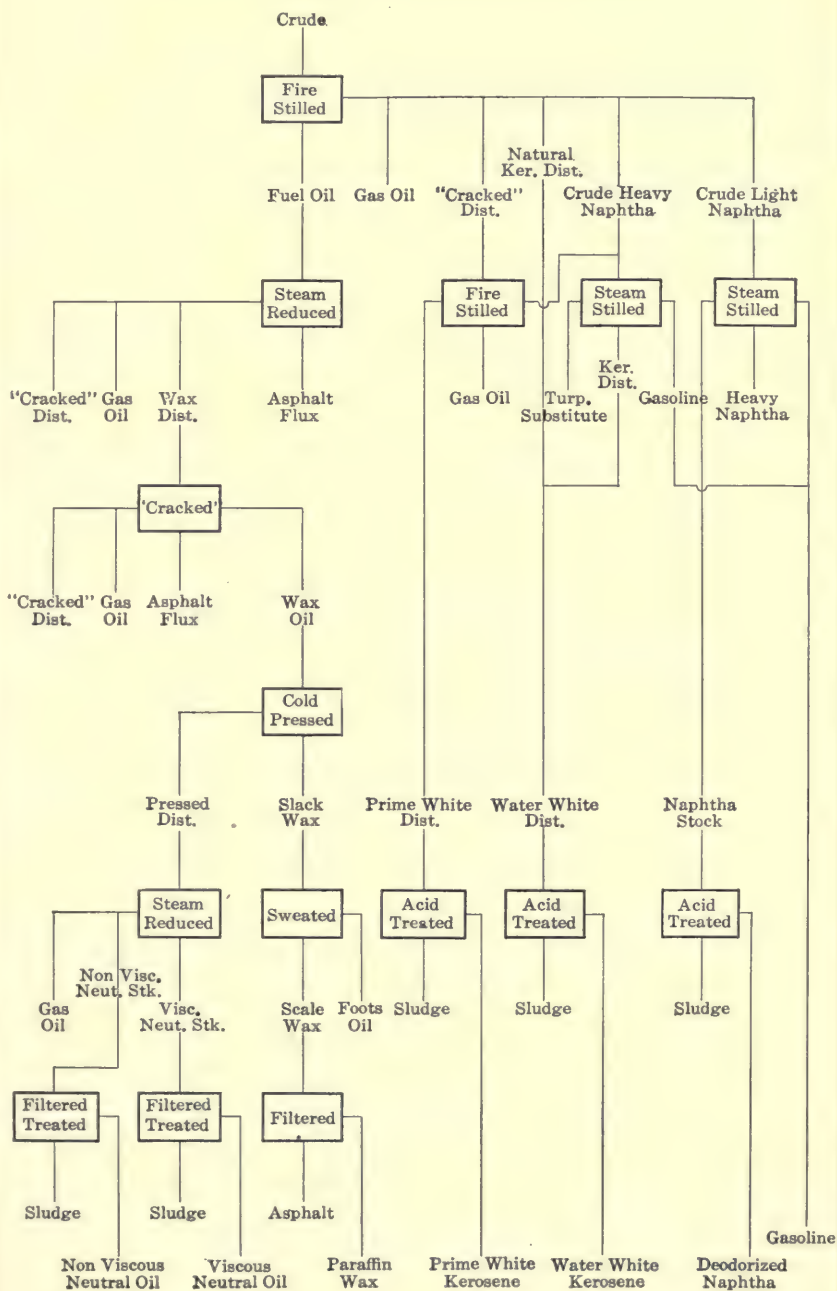 Crude
Fire
Stilled
Natural
Ker. Dist.
Fuel Oil
Gas Oil
"Cracked"
Dist.
Crude Heavy
Naphtha
Crude Light
Naphtha
Steam
Reduced
Fire
Stilled
Steam
Stilled
Steam
Stilled
Ker.
Dist.
"Cracked"
Dist.
Gas
Oil
Wax
Dist.
Asphalt
Flux
Gas Oil
Turp.
Substitute
Gasoline
Heavy
Naphtha
'Cracked'
"Cracked"
Dist.
Gas
Oil
Asphalt
Flux
Wax
Oil
Cold
Pressed
Pressed
Dist.
Slack
Wax
Prime White
Dist.
Water White
Dist.
Naphtha
Stock
Steam
Reduced
Sweated
Acid
Treated
Acid
Treated
Acid
Treated
Non Visc.
Neut. Stk.
Gas
Oil
Visc.
Neut. Stk.
Scale
Wax
Foots
Oil
Sludge
Sludge
Sludge
Filtered
Treated
Filtered
Treated
Filtered
Sludge
Sludge
Asphalt
Gasoline
Non Viscous
Neutral Oil
Viscous
Neutral Oil
Paraffin
Wax
Prime White
Kerosene
Water White
Kerosene
Deodorized
Naphtha